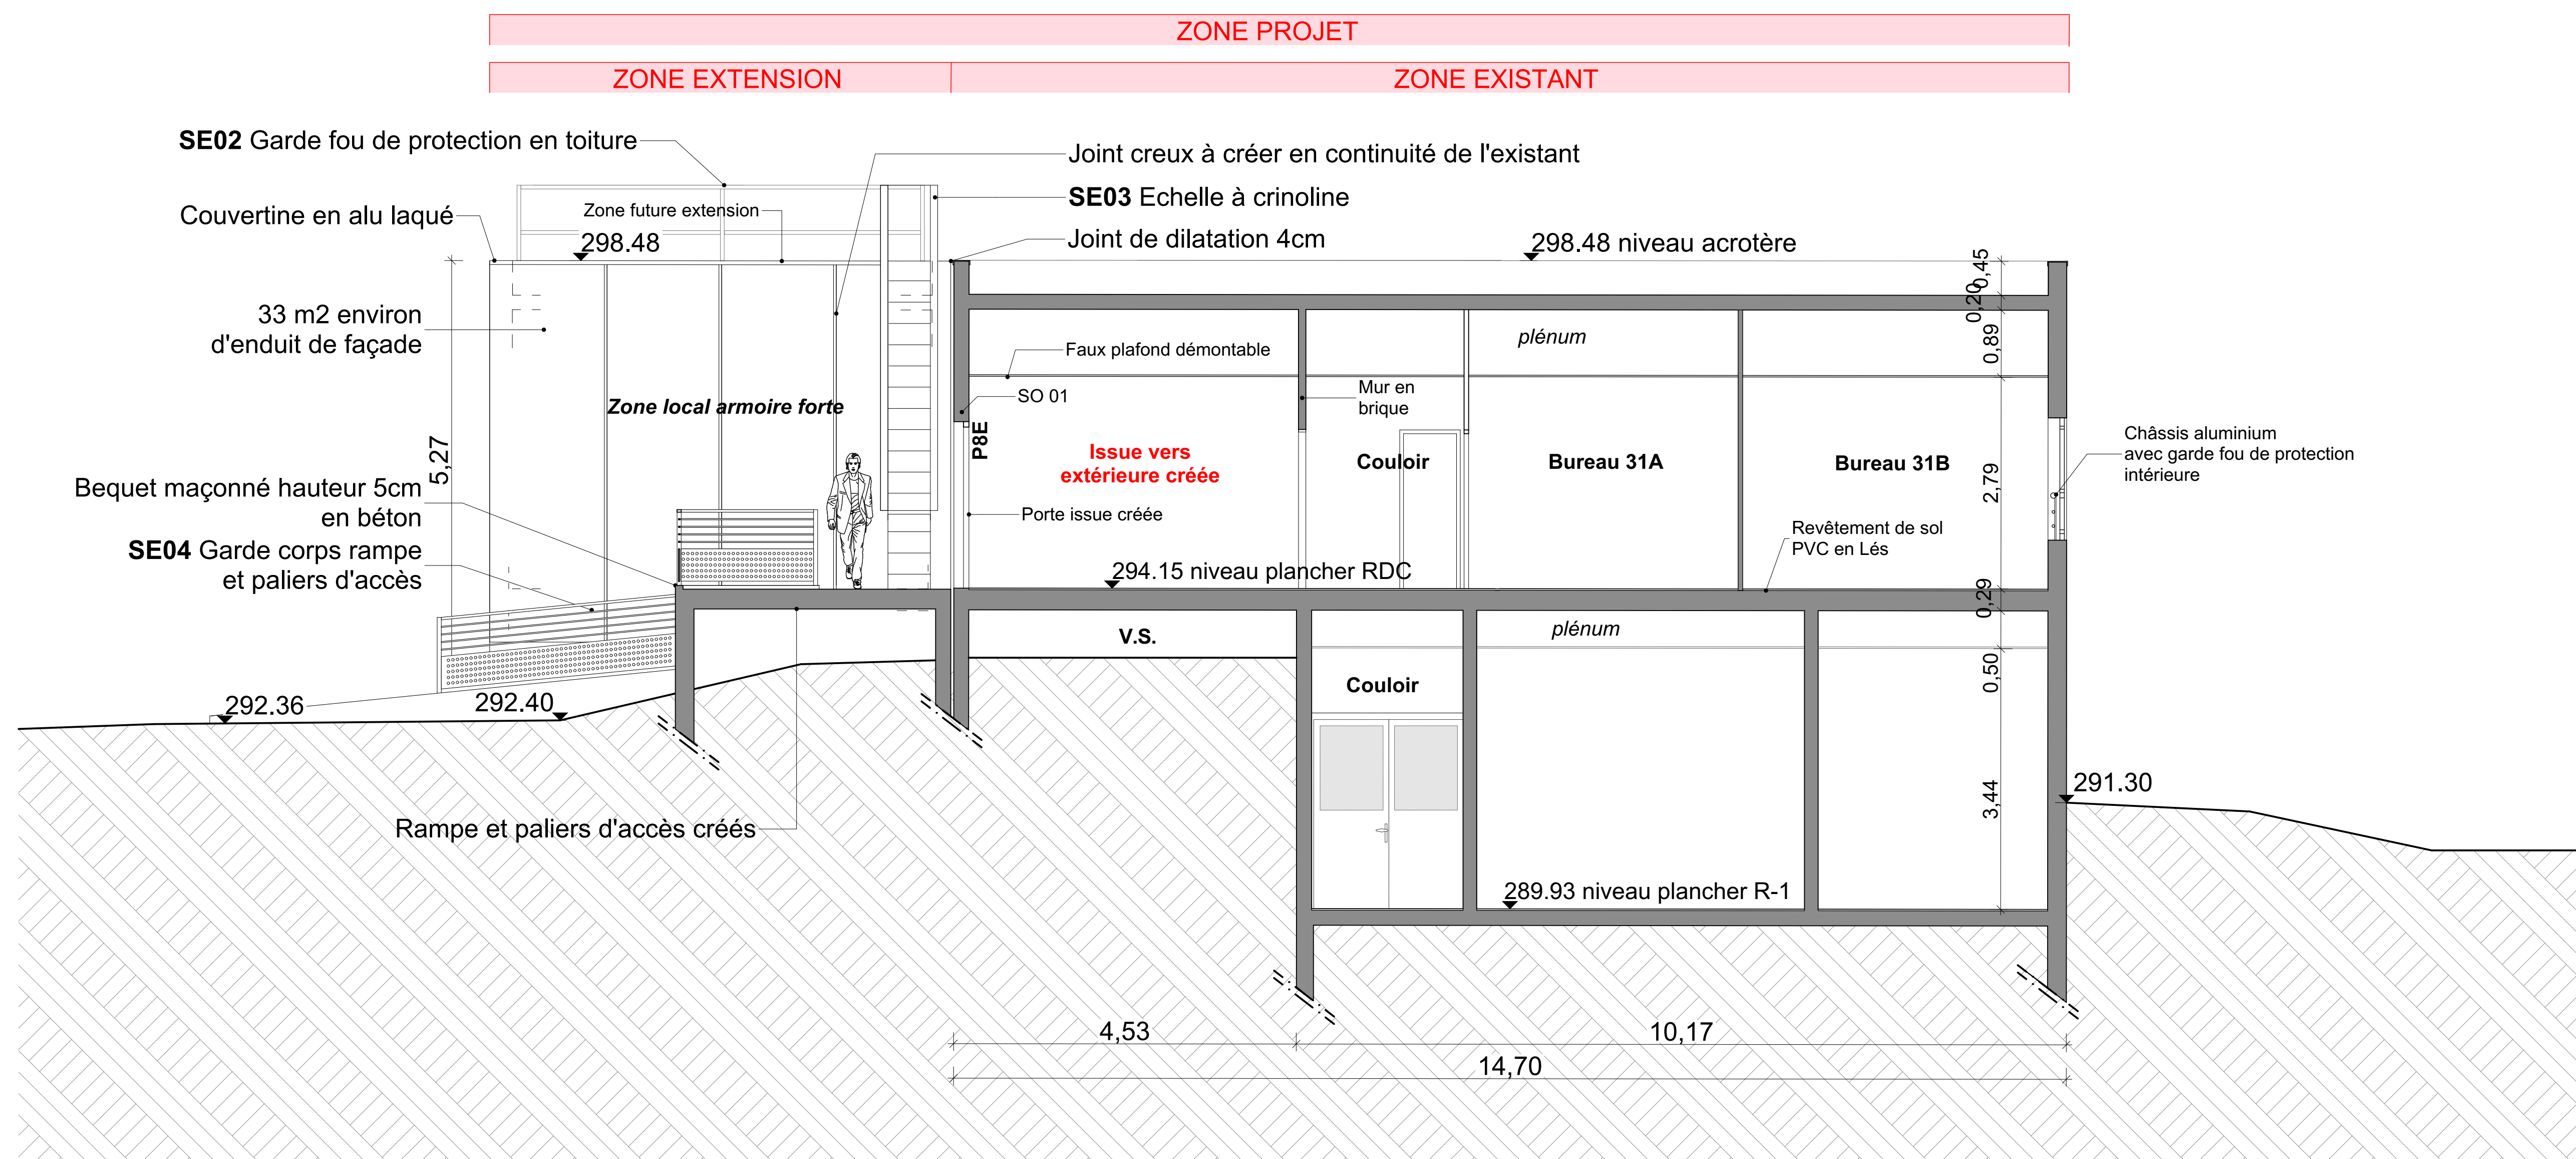 ZONE PROJET
ZONE EXTENSION
ZONE EXISTANT
SE02 Garde fou de protection en toiture
Joint creux à créer en continuité de l'existant
SE03 Echelle à crinoline
Couvertine en alu laqué
Zone future extension
298.48
Joint de dilatation 4cm
298.48 niveau acrotère
0,45
0,20
33 m2 environ
d'enduit de façade
plénum
0,89
Faux plafond démontable
SO 01
Mur en
brique
Zone local armoire forte
5,27
P8E
Issue vers
extérieure créée
Couloir
Bureau 31A
Bureau 31B
2,79
Châssis aluminium
avec garde fou de protection
intérieure
Bequet maçonné hauteur 5cm
en béton
Porte issue créée
Revêtement de sol
PVC en Lés
SE04 Garde corps rampe
et paliers d'accès
294.15 niveau plancher RDC
0,29
V.S.
plénum
0,50
Couloir
292.36
292.40
291.30
3,44
Rampe et paliers d'accès créés
289.93 niveau plancher R-1
4,53
10,17
14,70